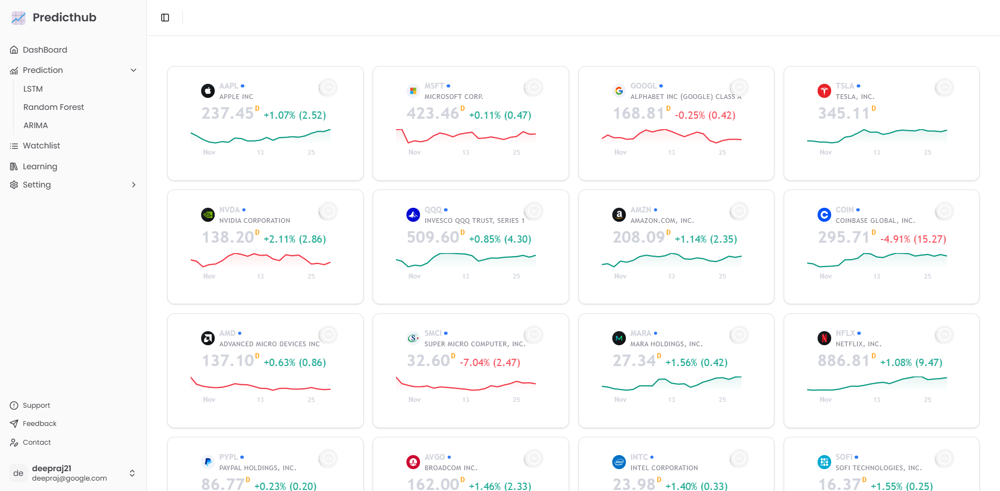 Predicthub
DashBoard
Prediction
LSTM
Random Forest
ARIMA
Watchlist
Learning
Setting
Support
Feedback
Contact
de
deepraj21
deepraj@google.com
AAPL
APPLE INC
237.45 D +1.07% (2.52)
Nov 13 25
MSFT
MICROSOFT CORP.
423.46 D +0.11% (0.47)
Nov 13 25
GOOGL
ALPHABET INC (GOOGLE) CLASS A
168.81 D -0.25% (0.42)
Nov 13 25
TSLA
TESLA, INC.
345.11 D
Nov 13 25
NVDA
NVIDIA CORPORATION
138.20 D +2.11% (2.86)
Nov 13 25
QQQ
INVESCO QQQ TRUST, SERIES 1
509.60 D +0.85% (4.30)
Nov 13 25
AMZN
AMAZON.COM, INC.
208.09 D +1.14% (2.35)
Nov 13 25
COIN
COINBASE GLOBAL, INC.
295.71 D -4.91% (15.27)
Nov 13 25
AMD
ADVANCED MICRO DEVICES INC
137.10 D +0.63% (0.86)
Nov 13 25
SMCI
SUPER MICRO COMPUTER, INC.
32.60 D -7.04% (2.47)
Nov 13 25
MARA
MARA HOLDINGS, INC.
27.34 D +1.56% (0.42)
Nov 13 25
NFLX
NETFLIX, INC.
886.81 D +1.08% (9.47)
Nov 13 25
PYPL
PAYPAL HOLDINGS, INC.
86.77 D +0.23% (0.20)
AVGO
BROADCOM INC.
162.00 D +1.46% (2.33)
intel
INTC
INTEL CORPORATION
23.98 D +1.40% (0.33)
SOFI
SOFI TECHNOLOGIES, INC.
16.37 D +1.55% (0.25)